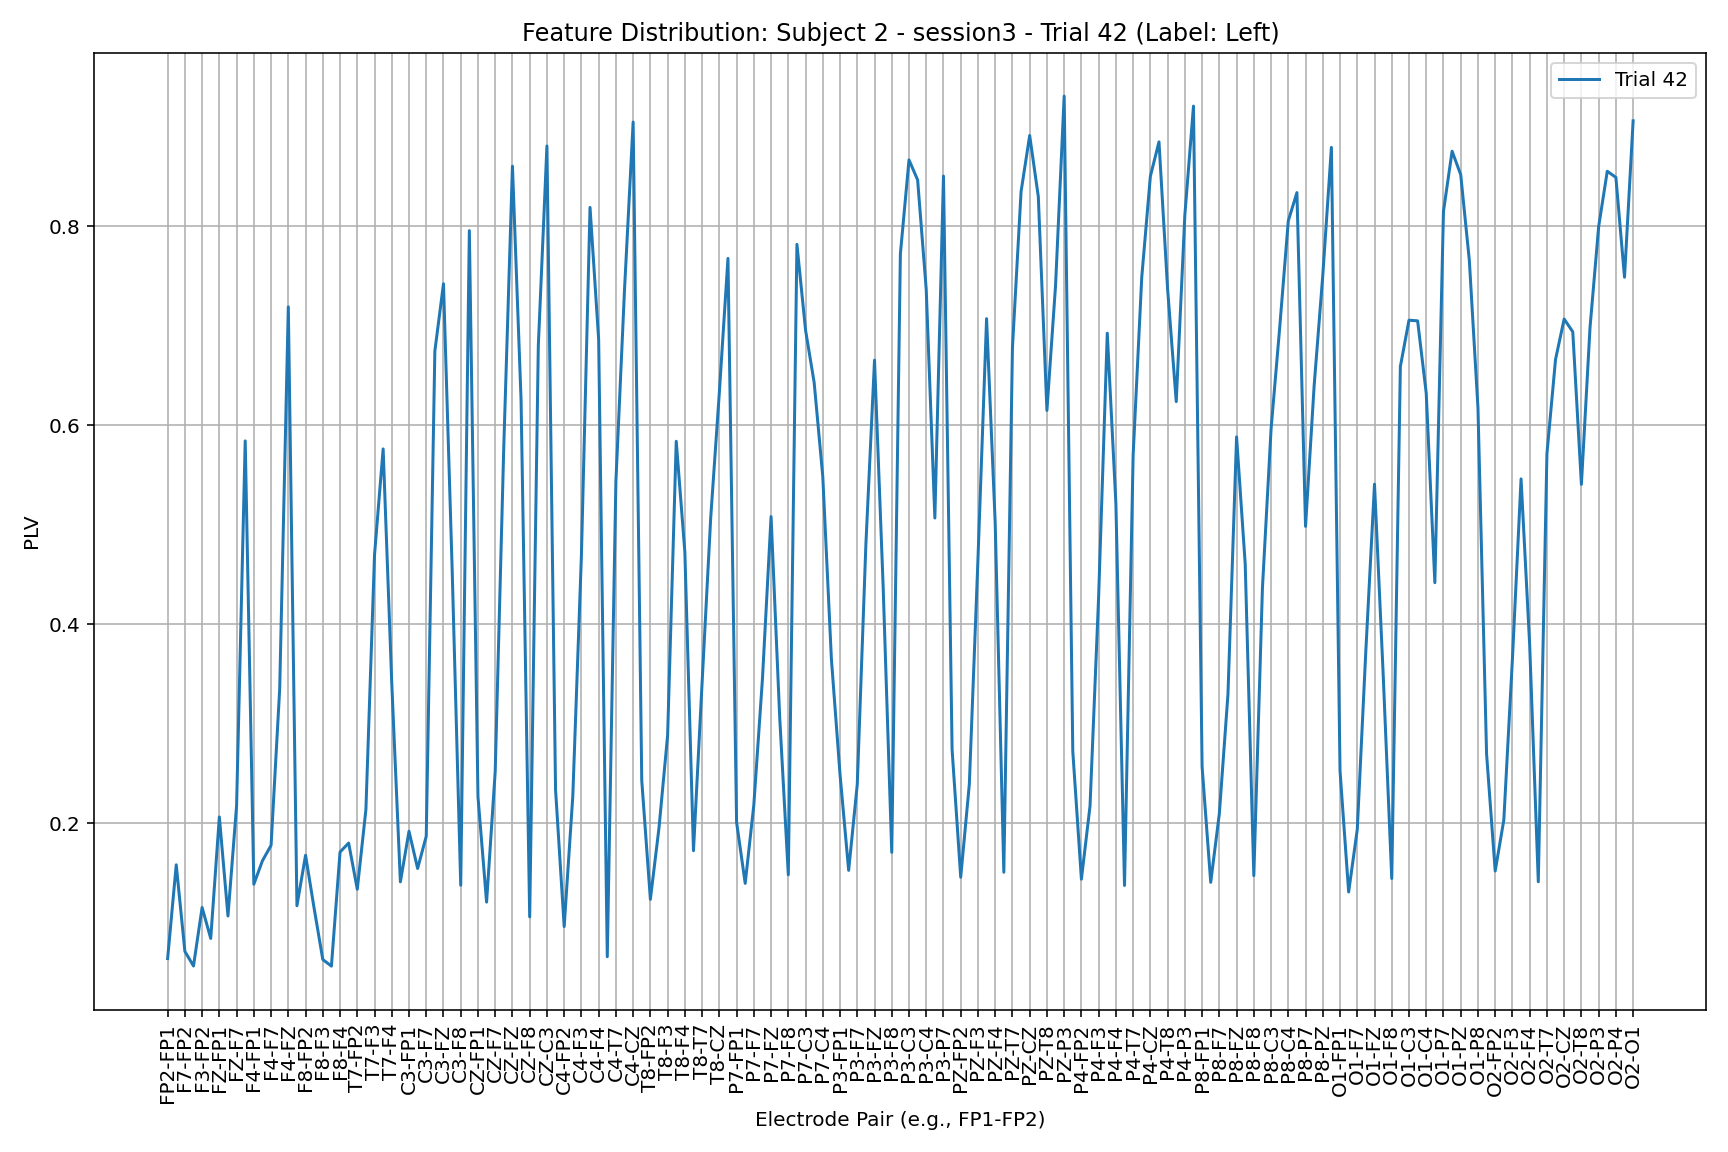 Feature Distribution: Subject 2 - session3 - Trial 42 (Label: Left)
Trial 42
PLV
0.8
0.6
0.4
0.2
FP2-FP1
F7-FP2
F3-FP2
FZ-FP1
FZ-F7
F4-FP1
F4-F7
F4-FZ
F8-FP2
F8-F3
F8-F4
T7-FP2
T7-F3
T7-F4
C3-FP1
C3-F7
C3-FZ
C3-F8
CZ-FP1
CZ-F7
CZ-FZ
CZ-F8
CZ-C3
C4-FP2
C4-F3
C4-F4
C4-T7
C4-CZ
T8-FP2
T8-F3
T8-F4
T8-T7
T8-CZ
P7-FP1
P7-F7
P7-FZ
P7-F8
P7-C3
P7-C4
P3-FP1
P3-F7
P3-FZ
P3-F8
P3-C3
P3-C4
P3-P7
PZ-FP2
PZ-F3
PZ-F4
PZ-T7
PZ-CZ
PZ-T8
PZ-P3
P4-FP2
P4-F3
P4-F4
P4-T7
P4-CZ
P4-T8
P4-P3
P8-FP1
P8-F7
P8-FZ
P8-F8
P8-C3
P8-C4
P8-P7
P8-PZ
O1-FP1
O1-F7
O1-FZ
O1-F8
O1-C3
O1-C4
O1-P7
O1-PZ
O1-P8
O2-FP2
O2-F3
O2-F4
O2-T7
O2-CZ
O2-T8
O2-P3
O2-P4
O2-O1
Electrode Pair (e.g., FP1-FP2)